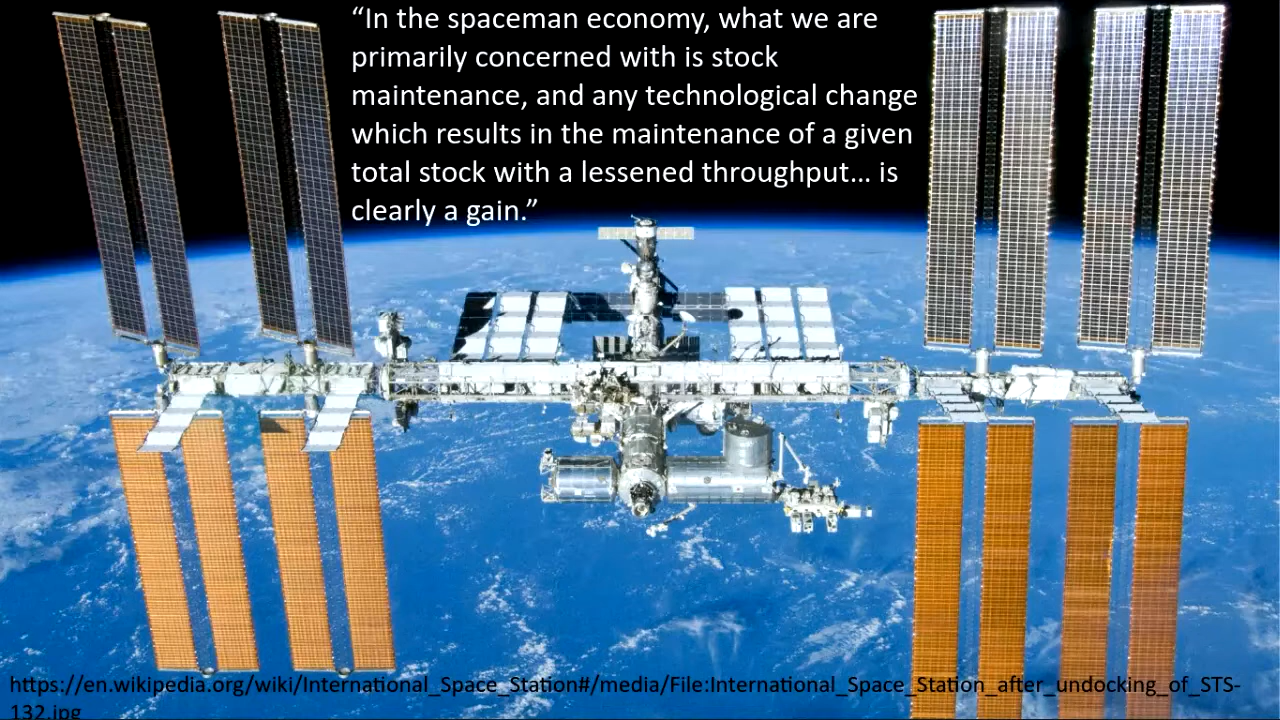 “In the spaceman economy, what we are
primarily concerned with is stock
maintenance, and any technological change
which results in the maintenance of a given
total stock with a lessened throughput... is
clearly a gain.”
https://en.wikipedia.org/wiki/International_Space_Station#/media/File:International_Space_Station_after_undocking_of_STS-
132.jpg